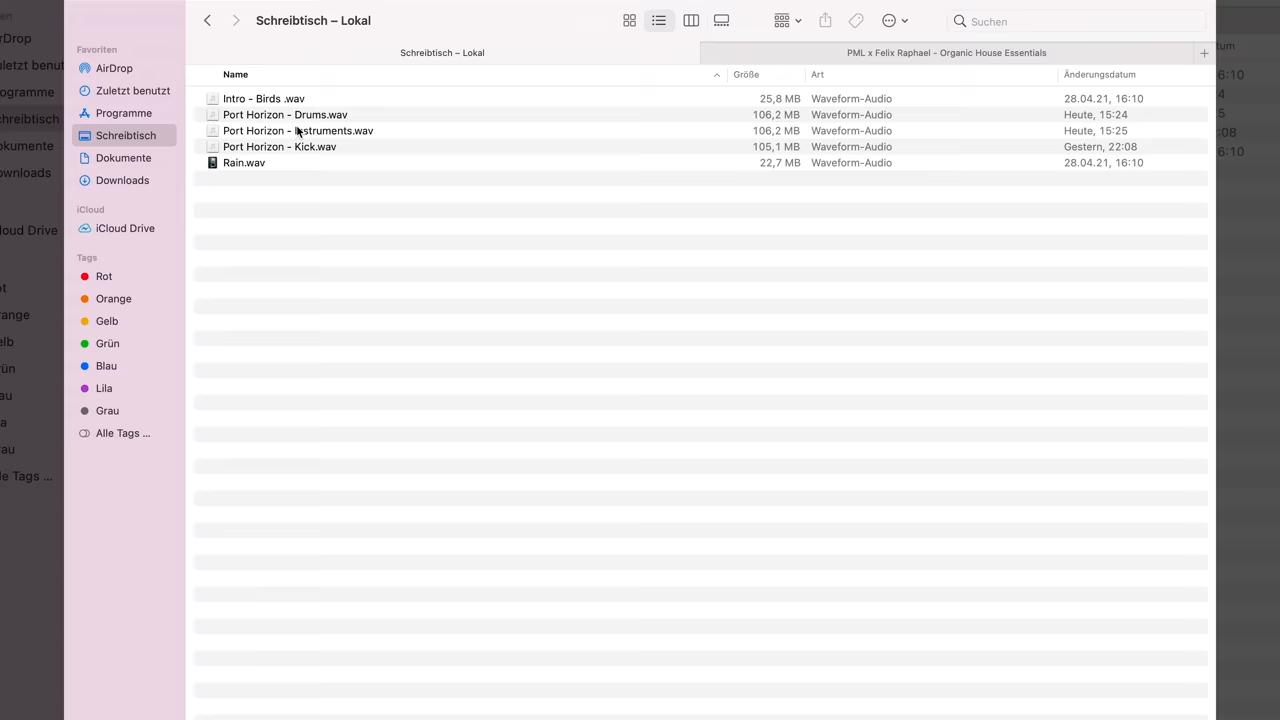 Schreibtisch – Lokal
Suchen
Schreibtisch – Lokal
PML x Felix Raphael - Organic House Essentials
Favoriten
AirDrop
Zuletzt benutzt
Programme
Schreibtisch
Dokumente
Downloads
iCloud
iCloud Drive
Tags
Rot
Orange
Gelb
Grün
Blau
Lila
Grau
Alle Tags ...
Name Größe Art Änderungsdatum
Intro - Birds .wav 25,8 MB Waveform-Audio 28.04.21, 16:10
Port Horizon - Drums.wav 106,2 MB Waveform-Audio Heute, 15:24
Port Horizon - Instruments.wav 106,2 MB Waveform-Audio Heute, 15:25
Port Horizon - Kick.wav 105,1 MB Waveform-Audio Gestern, 22:08
Rain.wav 22,7 MB Waveform-Audio 28.04.21, 16:10